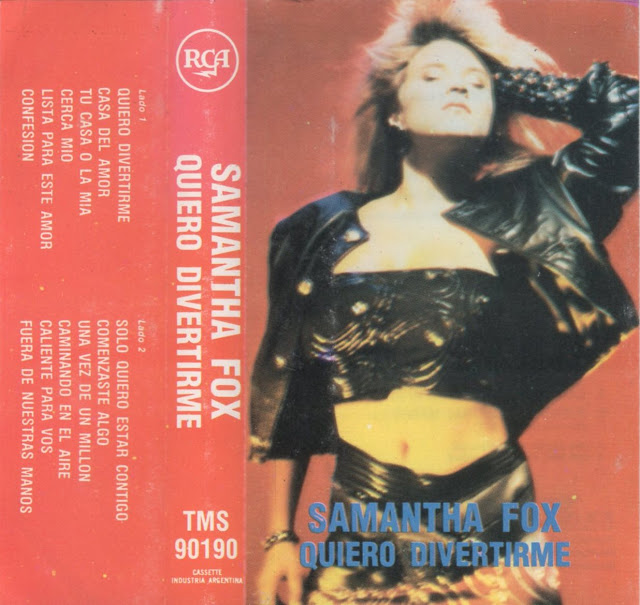 Lado 1
QUIERO DIVERTIRME
CASA DEL AMOR
TU CASA O LA MIA
CERCA MIO
LISTA PARA ESTE AMOR
CONFESION
Lado 2
SOLO QUIERO ESTAR CONTIGO
COMENZASTE ALGO
UNA VEZ DE UN MILLON
CAMINANDO EN EL AIRE
CALIENTE PARA VOS
FUERA DE NUESTRAS MANOS
RCA
SAMANTHA FOX
QUIERO DIVERTIRME
TMS
90190
CASSETTE
INDUSTRIA ARGENTINA
SAMANTHA FOX
QUIERO DIVERTIRME